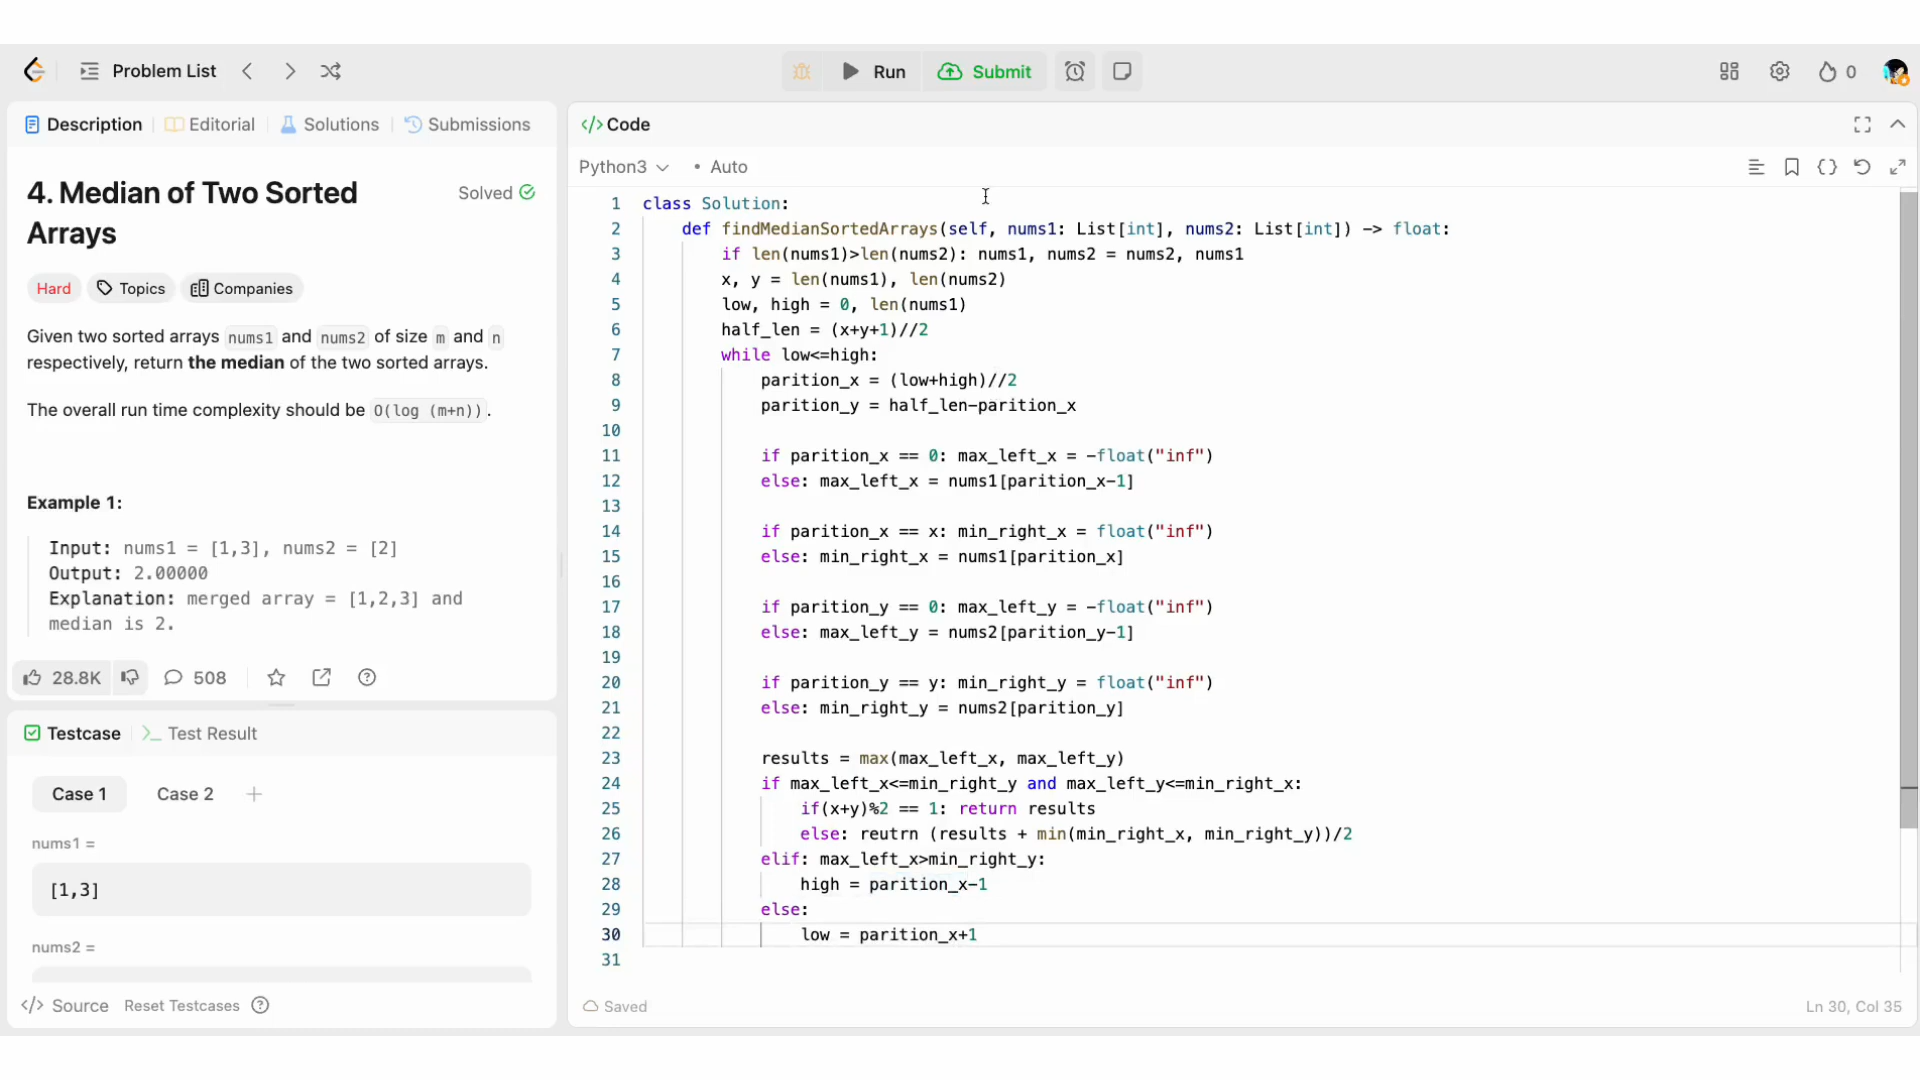 Problem List
Run
Submit
0
Description
Editorial
Solutions
Submissions
4. Median of Two Sorted
Arrays
Solved
Hard
Topics
Companies
Given two sorted arrays nums1 and nums2 of size m and n
respectively, return the median of the two sorted arrays.
The overall run time complexity should be O(log (m+n)).
Example 1:
Input: nums1 = [1,3], nums2 = [2]
Output: 2.00000
Explanation: merged array = [1,2,3] and
median is 2.
28.8K
508
Testcase
Test Result
Case 1
Case 2
nums1 =
[1,3]
nums2 =
Source
Reset Testcases
Code
Python3
Auto
1 class Solution:
2 def findMedianSortedArrays(self, nums1: List[int], nums2: List[int]) -> float:
3 if len(nums1)>len(nums2): nums1, nums2 = nums2, nums1
4 x, y = len(nums1), len(nums2)
5 low, high = 0, len(nums1)
6 half_len = (x+y+1)//2
7 while low<=high:
8 parition_x = (low+high)//2
9 parition_y = half_len-parition_x
10
11 if parition_x == 0: max_left_x = -float("inf")
12 else: max_left_x = nums1[parition_x-1]
13
14 if parition_x == x: min_right_x = float("inf")
15 else: min_right_x = nums1[parition_x]
16
17 if parition_y == 0: max_left_y = -float("inf")
18 else: max_left_y = nums2[parition_y-1]
19
20 if parition_y == y: min_right_y = float("inf")
21 else: min_right_y = nums2[parition_y]
22
23 results = max(max_left_x, max_left_y)
24 if max_left_x<=min_right_y and max_left_y<=min_right_x:
25 if(x+y)%2 == 1: return results
26 else: reutrn (results + min(min_right_x, min_right_y))/2
27 elif: max_left_x>min_right_y:
28 high = parition_x-1
29 else:
30 low = parition_x+1
31
Saved
Ln 30, Col 35